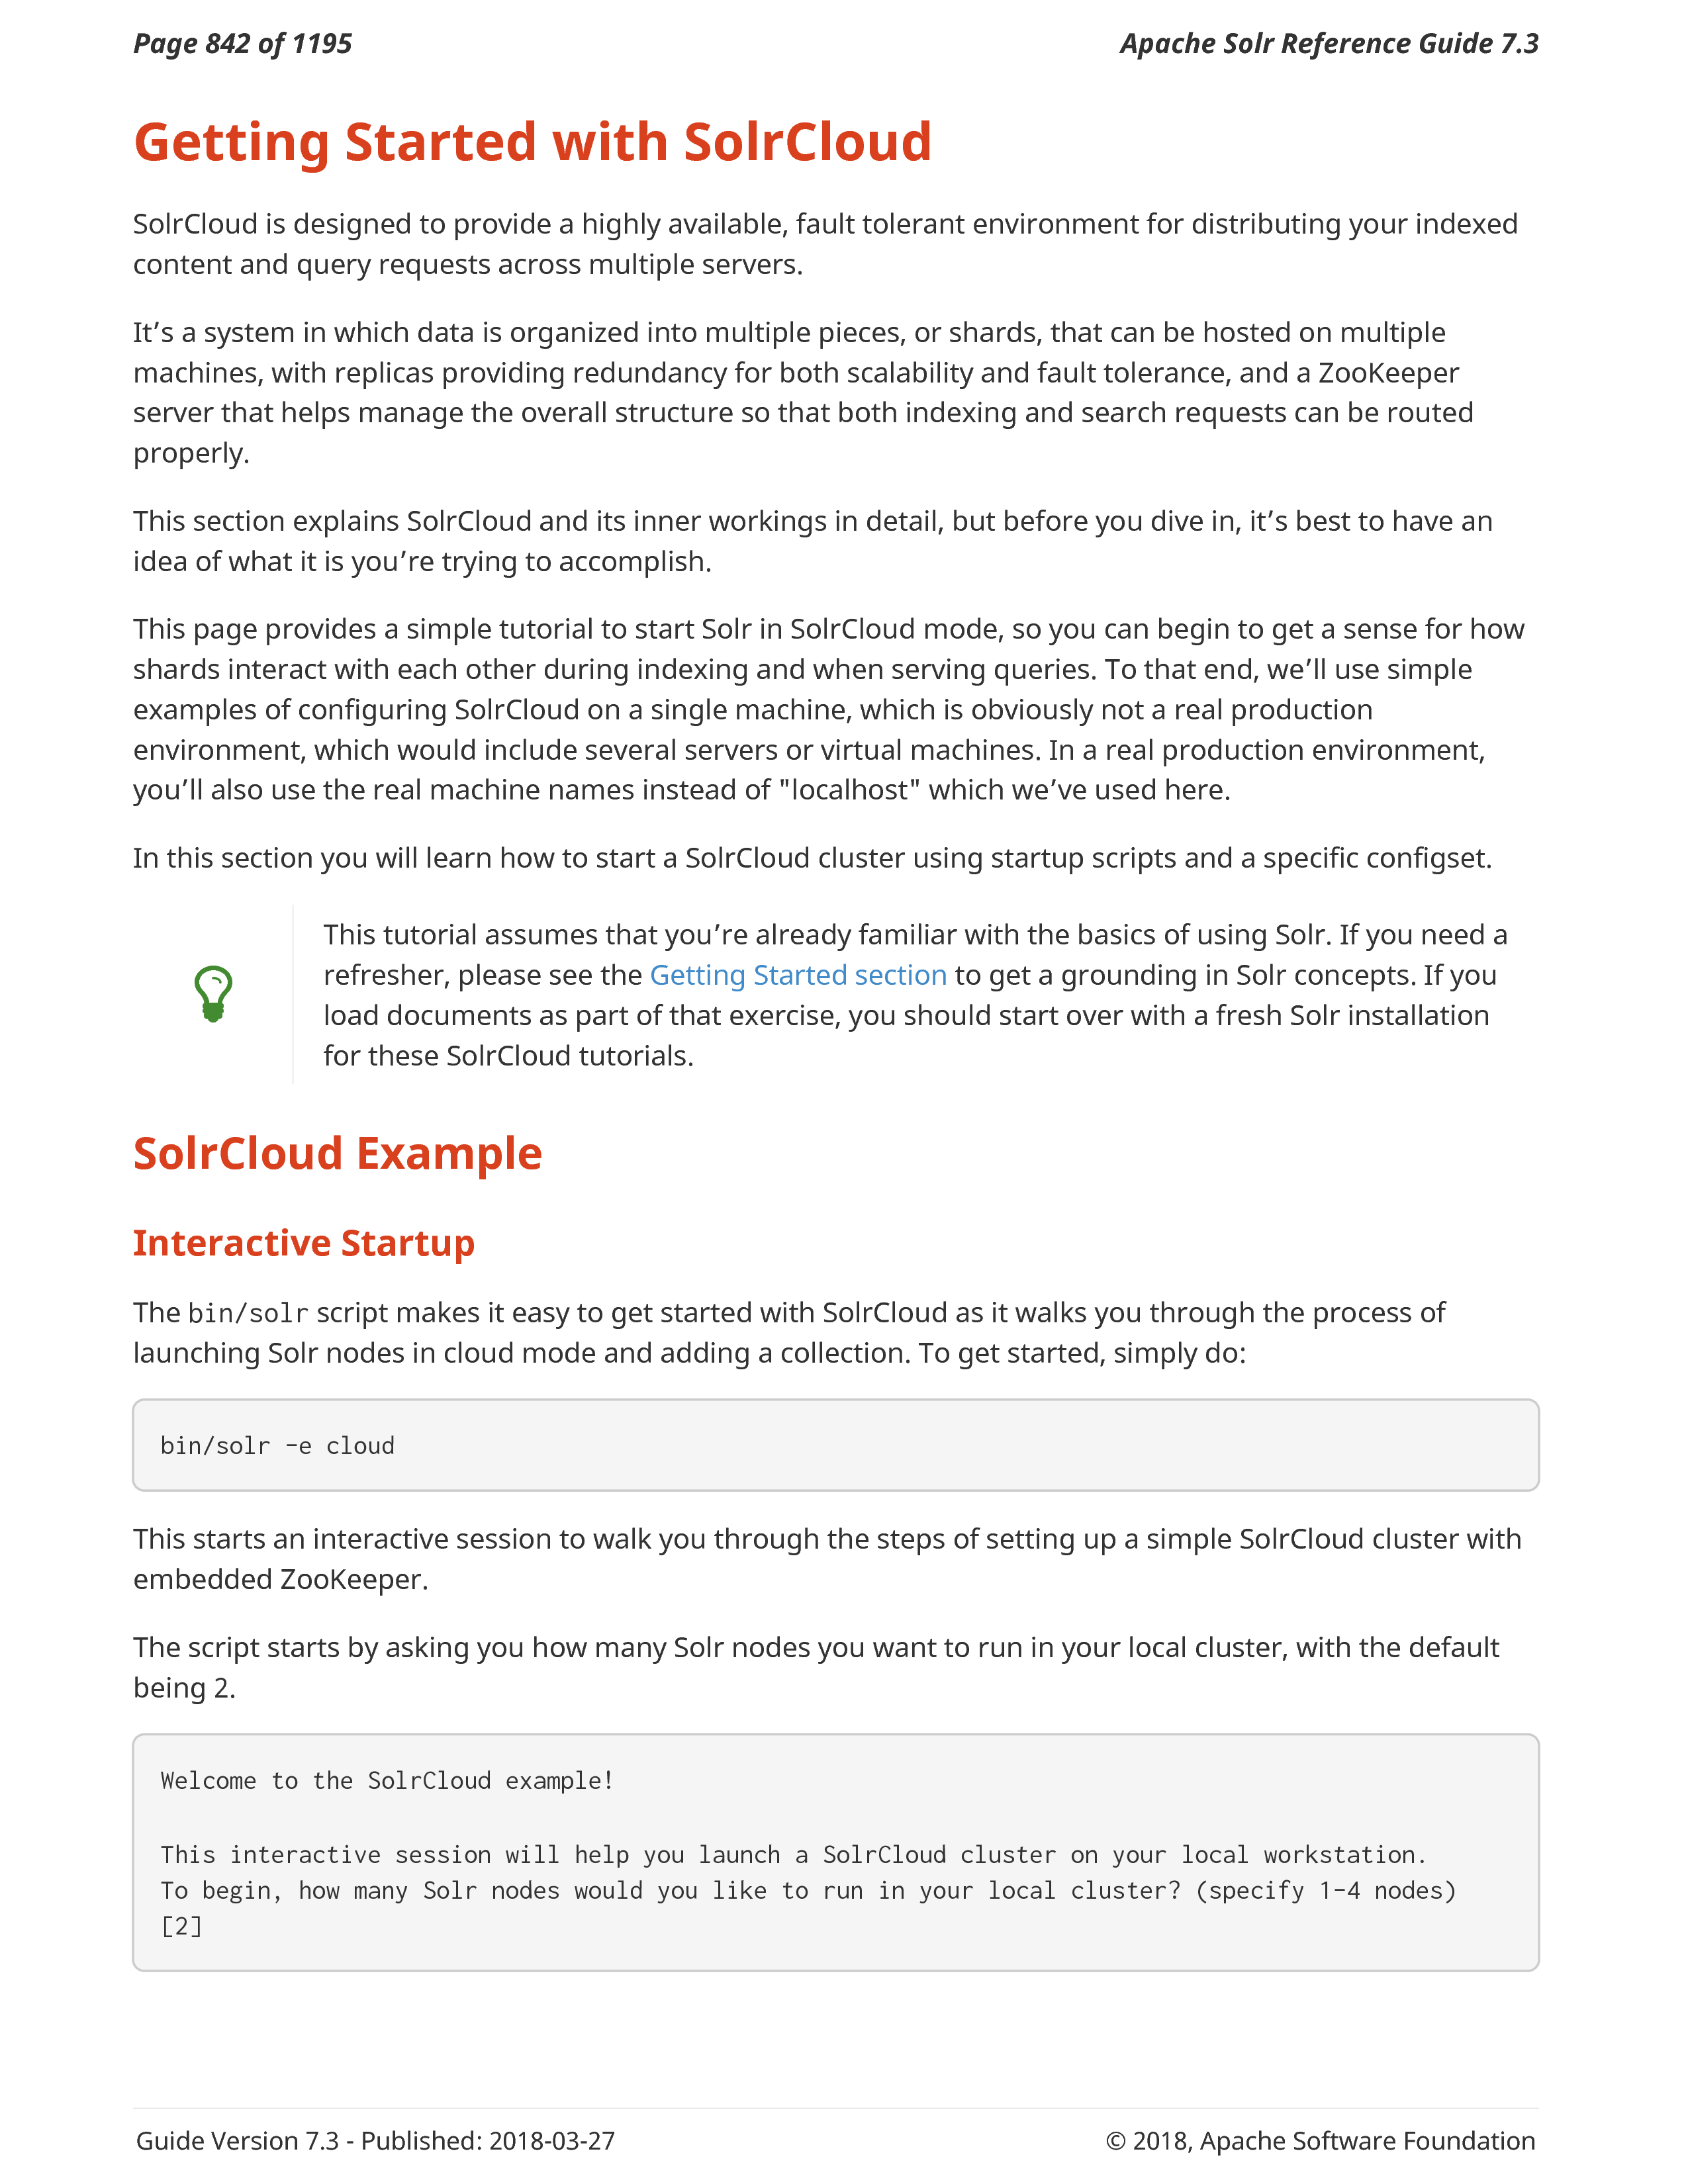 Page 842 of 1195
Apache Solr Reference Guide 7.3
Getting Started with SolrCloud
SolrCloud is designed to provide a highly available, fault tolerant environment for distributing your indexed
content and query requests across multiple servers.
It’s a system in which data is organized into multiple pieces, or shards, that can be hosted on multiple
machines, with replicas providing redundancy for both scalability and fault tolerance, and a ZooKeeper
server that helps manage the overall structure so that both indexing and search requests can be routed
properly.
This section explains SolrCloud and its inner workings in detail, but before you dive in, it’s best to have an
idea of what it is you’re trying to accomplish.
This page provides a simple tutorial to start Solr in SolrCloud mode, so you can begin to get a sense for how
shards interact with each other during indexing and when serving queries. To that end, we’ll use simple
examples of configuring SolrCloud on a single machine, which is obviously not a real production
environment, which would include several servers or virtual machines. In a real production environment,
you’ll also use the real machine names instead of "localhost" which we’ve used here.
In this section you will learn how to start a SolrCloud cluster using startup scripts and a specific configset.
This tutorial assumes that you’re already familiar with the basics of using Solr. If you need a
refresher, please see the Getting Started section to get a grounding in Solr concepts. If you
load documents as part of that exercise, you should start over with a fresh Solr installation
for these SolrCloud tutorials.
SolrCloud Example
Interactive Startup
The bin/solr script makes it easy to get started with SolrCloud as it walks you through the process of
launching Solr nodes in cloud mode and adding a collection. To get started, simply do:
bin/solr -e cloud
This starts an interactive session to walk you through the steps of setting up a simple SolrCloud cluster with
embedded ZooKeeper.
The script starts by asking you how many Solr nodes you want to run in your local cluster, with the default
being 2.
Welcome to the SolrCloud example!
This interactive session will help you launch a SolrCloud cluster on your local workstation.
To begin, how many Solr nodes would you like to run in your local cluster? (specify 1-4 nodes)
[2]
Guide Version 7.3 - Published: 2018-03-27
© 2018, Apache Software Foundation